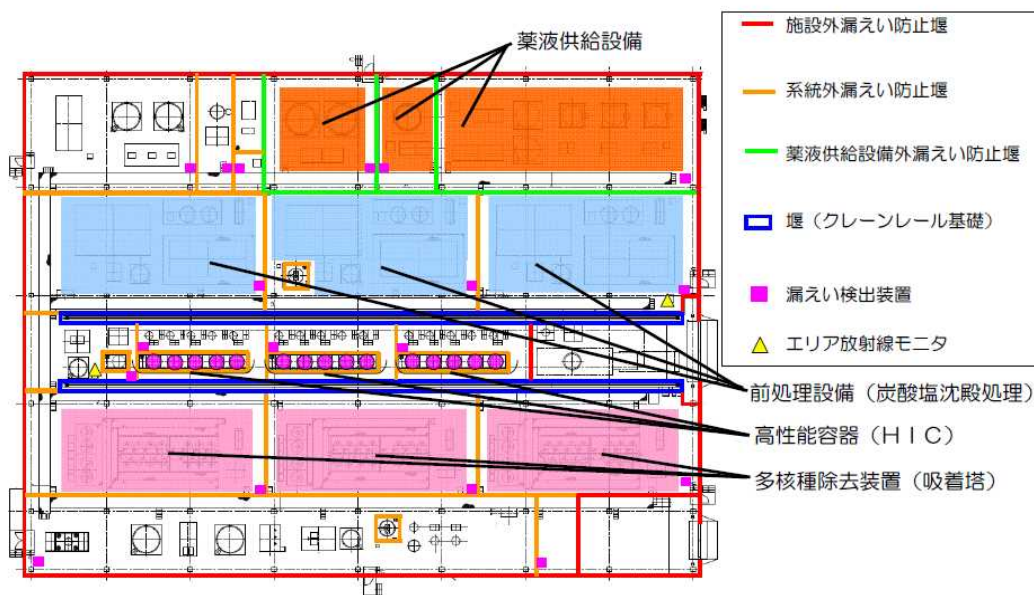 薬液供給設備
施設外漏えい防止堰
系統外漏えい防止堰
薬液供給設備外漏えい防止堰
堰（クレーンレール基礎）
漏えい検出装置
エリア放射線モニタ
前処理設備（炭酸塩沈殿処理）
高性能容器（ＨＩＣ）
多核種除去装置（吸着塔）